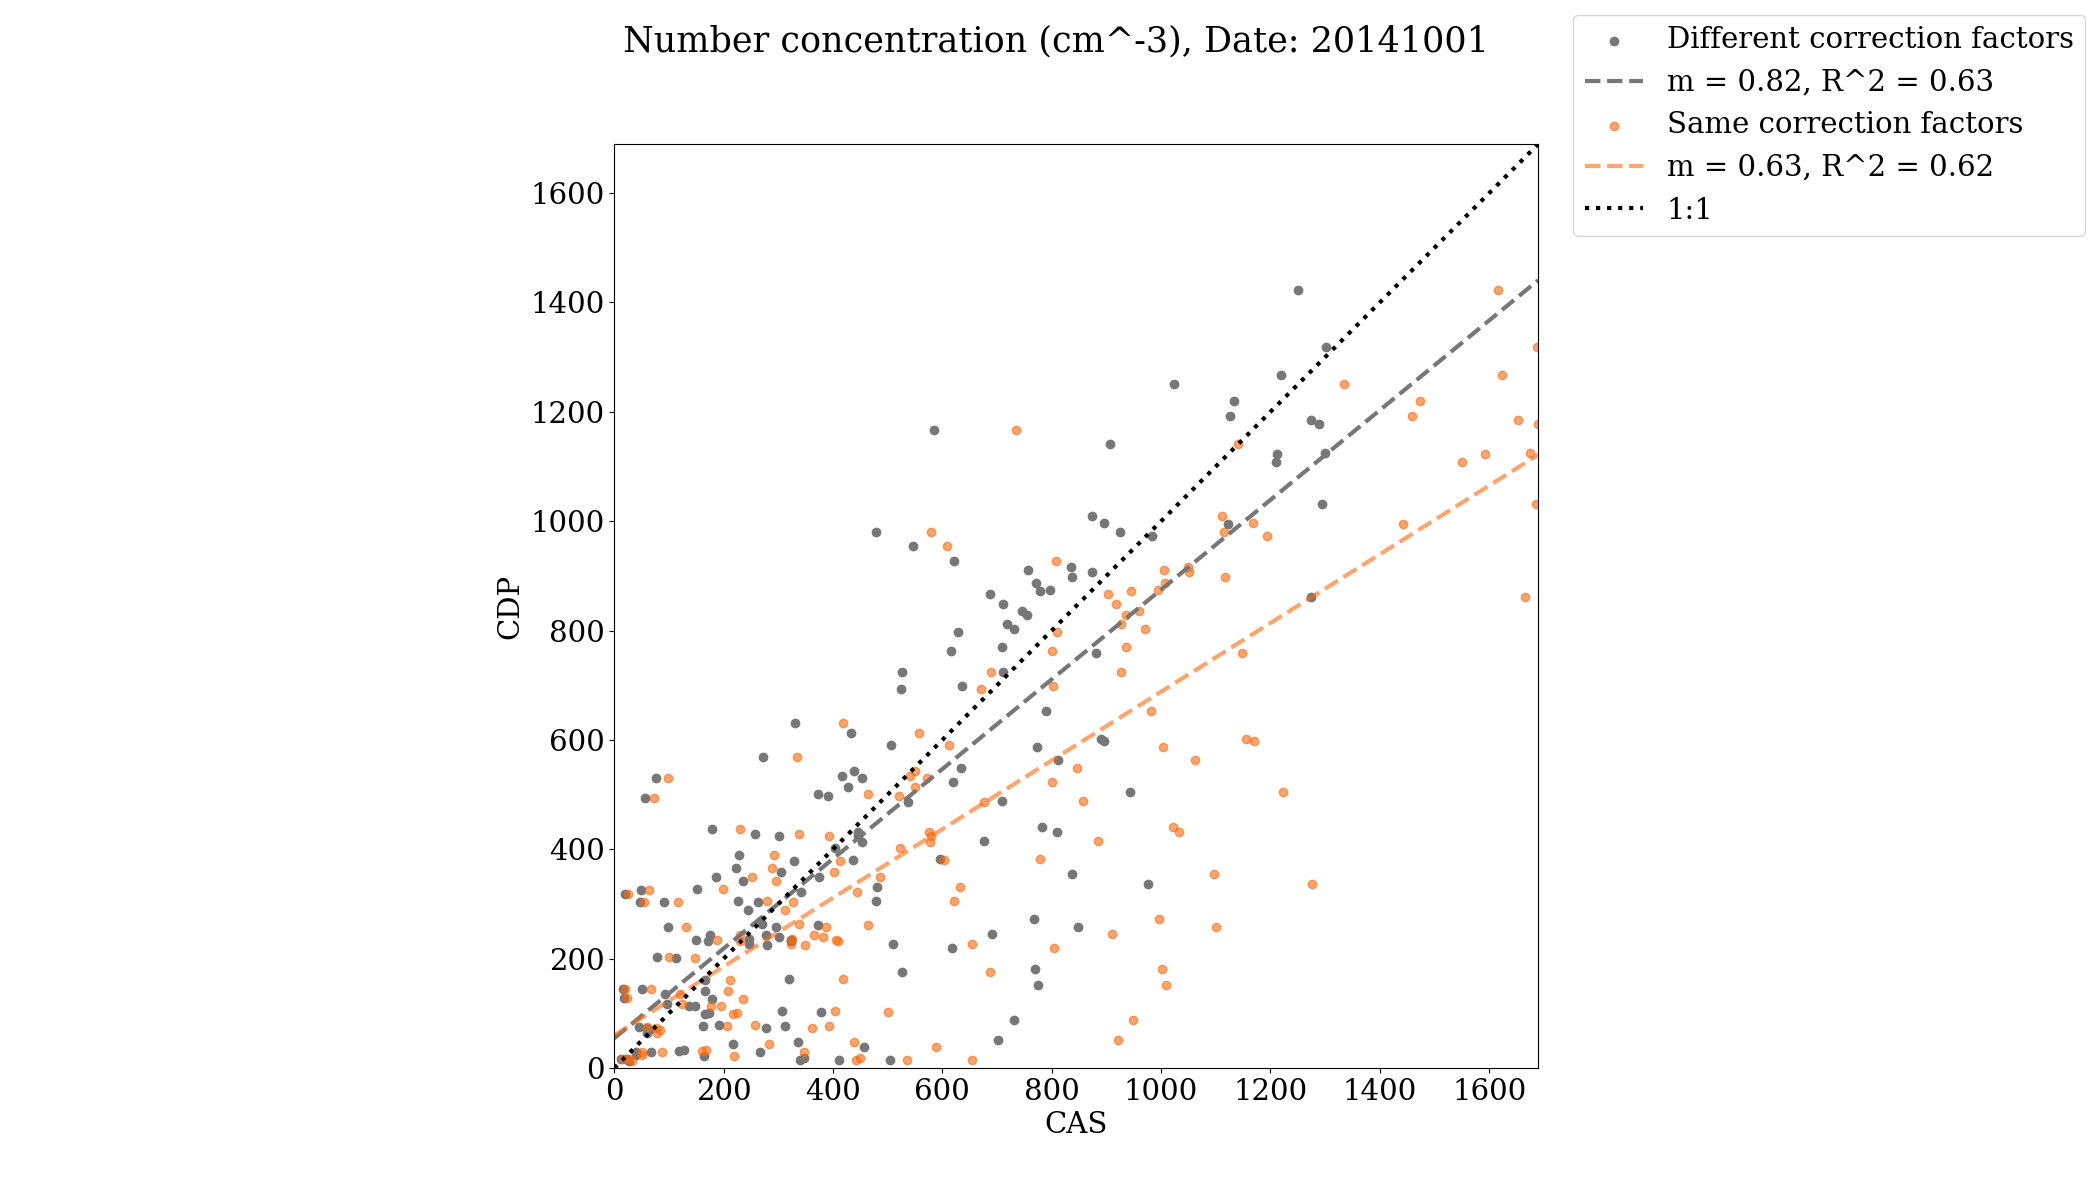 Number concentration (cm^-3), Date: 20141001
Different correction factors
m = 0.82, R^2 = 0.63
Same correction factors
m = 0.63, R^2 = 0.62
1:1
1600
1400
1200
1000
800
600
400
200
0
CDP
0 200 400 600 800 1000 1200 1400 1600
CAS